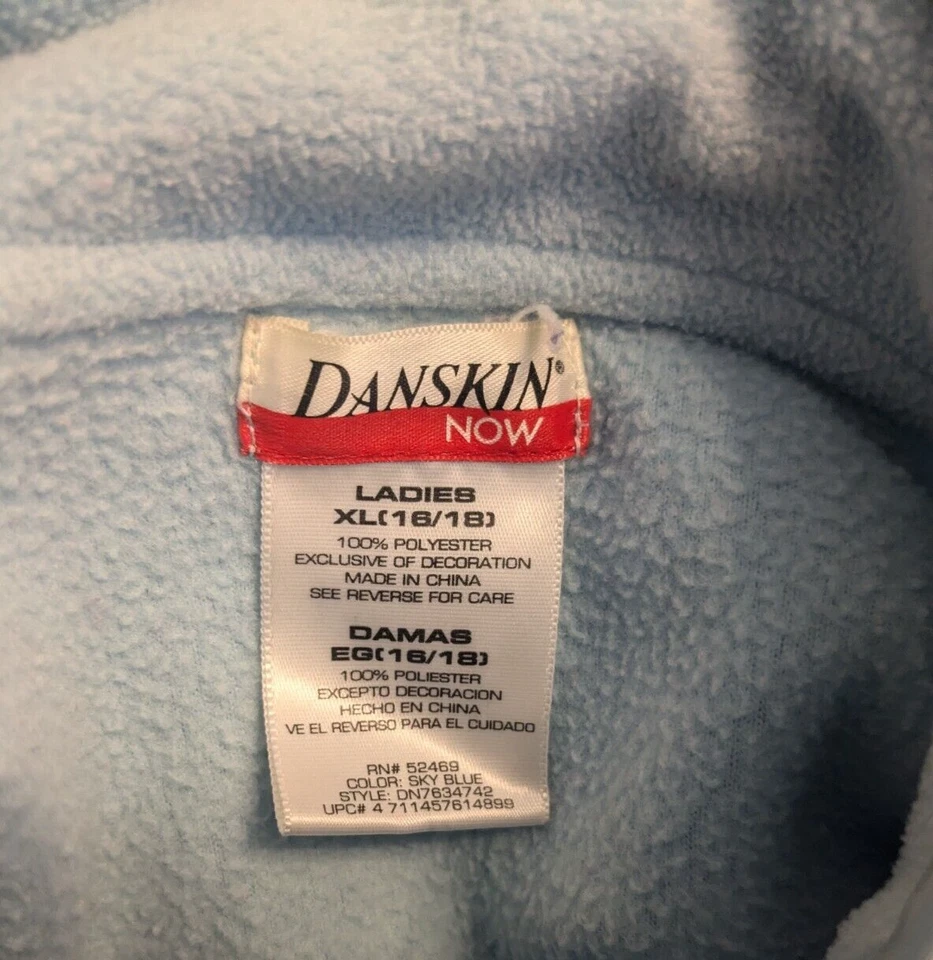 DANSKIN®
NOW
LADIES
XL(16/18)
100% POLYESTER
EXCLUSIVE OF DECORATION
MADE IN CHINA
SEE REVERSE FOR CARE
DAMAS
EG(16/18)
100% POLIESTER
EXCEPTO DECORACION
HECHO EN CHINA
VE EL REVERSO PARA EL CUIDADO
RN# 52469
COLOR: SKY BLUE
STYLE: DN7634742
UPC# 4 711457614899